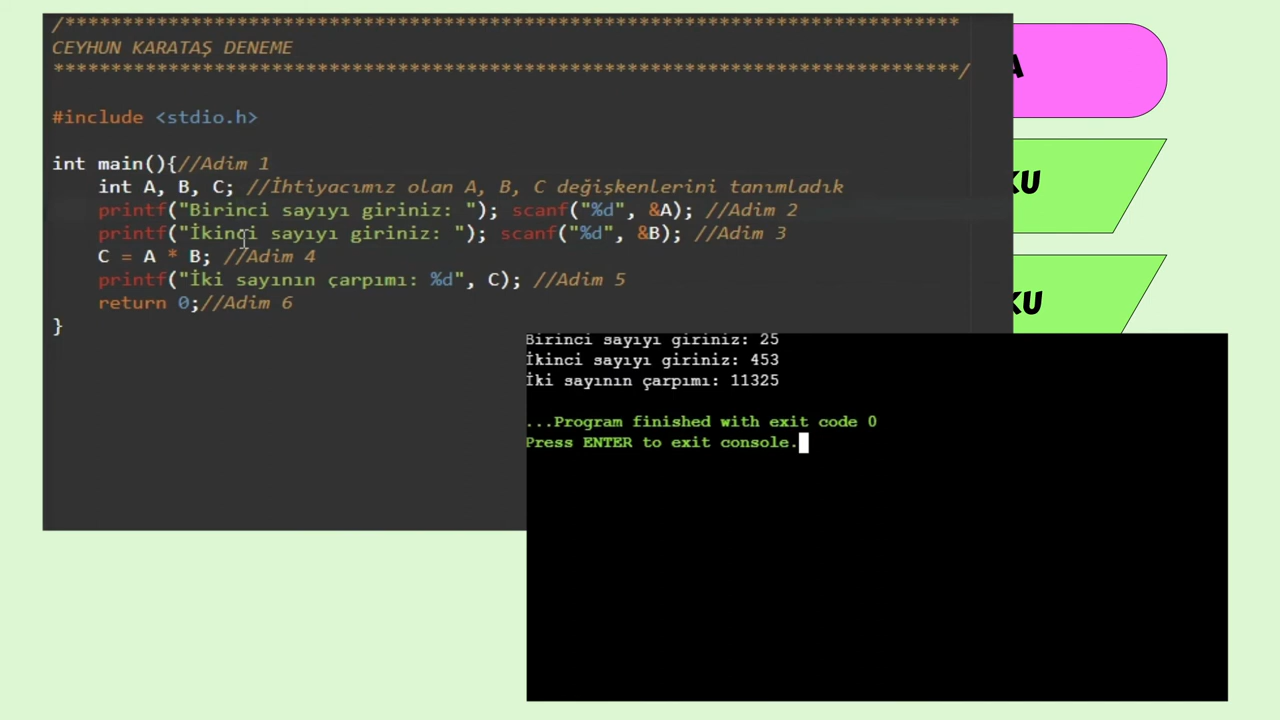 /******************************************************************************
CEYHUN KARATAŞ DENEME
*******************************************************************************/
#include <stdio.h>
int main(){//Adim 1
int A, B, C; //İhtiyacımız olan A, B, C değişkenlerini tanımladık
printf("Birinci sayıyı giriniz: "); scanf("%d", &A); //Adim 2
printf("İkinci sayıyı giriniz: "); scanf("%d", &B); //Adim 3
C = A * B; //Adim 4
printf("İki sayının çarpımı: %d", C); //Adim 5
return 0;//Adim 6
}
Birinci sayıyı giriniz: 25
İkinci sayıyı giriniz: 453
İki sayının çarpımı: 11325
...Program finished with exit code 0
Press ENTER to exit console.